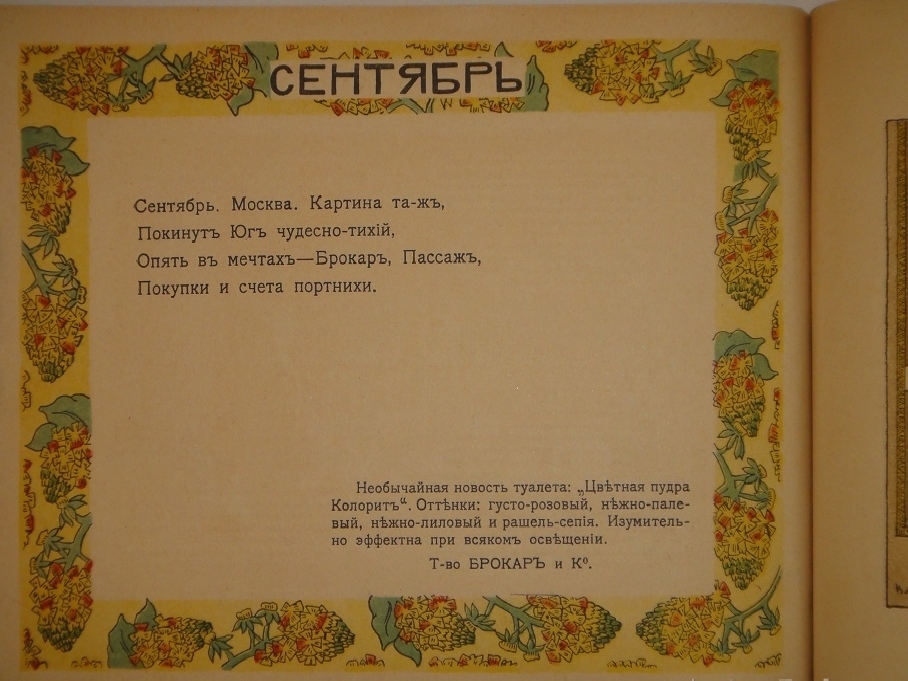 СЕНТЯБРЬ
Сентябрь. Москва. Картина та-жъ,
Покинутъ Югъ чудесно-тихій,
Опять въ мечтахъ—Брокаръ, Пассажъ,
Покупки и счета портнихи.
Необычайная новость туалета: „Цвѣтная пудра
Колоритъ“. Оттѣнки: густо-розовый, нѣжно-пале-
вый, нѣжно-лиловый и рашель-сепія. Изумитель-
но эффектна при всякомъ освѣщеніи.
Т-во БРОКАРЪ и Кº.